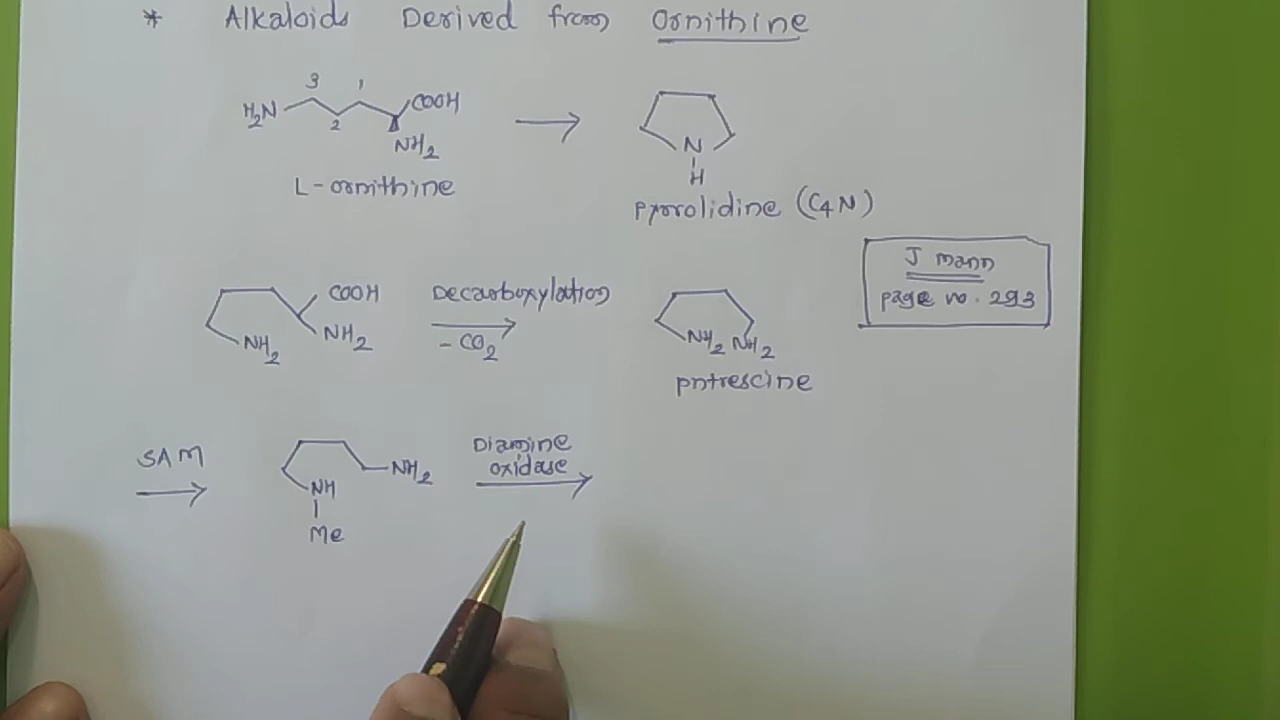 * Alkaloids Derived from Ornithine
3 1
H2N COOH
2
NH2
L-ornithine
N
H
pyrrolidine (C4N)
J mann
page no. 293
COOH
NH2 NH2
Decarboxylation
- CO2
NH2 NH2
putrescine
SAM
NH2
NH
Me
Diamine
oxidase